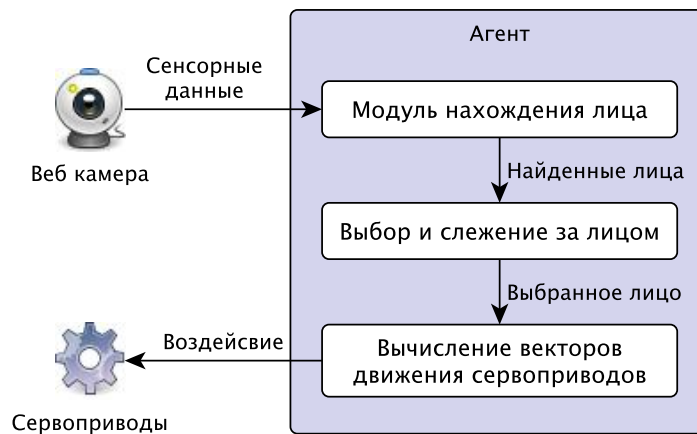 Агент
Сенсорные
данные
Модуль нахождения лица
Веб камера
Найденные лица
Выбор и слежение за лицом
Выбранное лицо
Воздейсвие
Вычисление векторов
движения сервоприводов
Сервоприводы